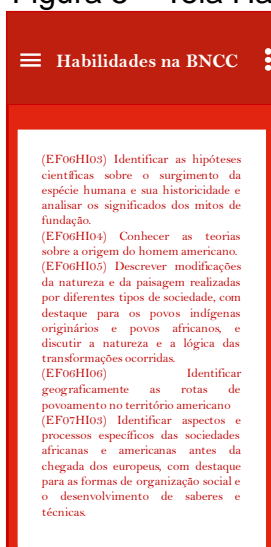 Habilidades na BNCC
(EF06HI03) Identificar as hipóteses
científicas sobre o surgimento da
espécie humana e sua historicidade e
analisar os significados dos mitos de
fundação.
(EF06HI04) Conhecer as teorias
sobre a origem do homem americano.
(EF06HI05) Descrever modificações
da natureza e da paisagem realizadas
por diferentes tipos de sociedade, com
destaque para os povos indígenas
originários e povos africanos, e
discutir a natureza e a lógica das
transformações ocorridas.
(EF06HI06) Identificar
geograficamente as rotas de
povoamento no território americano
(EF07HI03) Identificar aspectos e
processos específicos das sociedades
africanas e americanas antes da
chegada dos europeus, com destaque
para as formas de organização social e
o desenvolvimento de saberes e
técnicas.